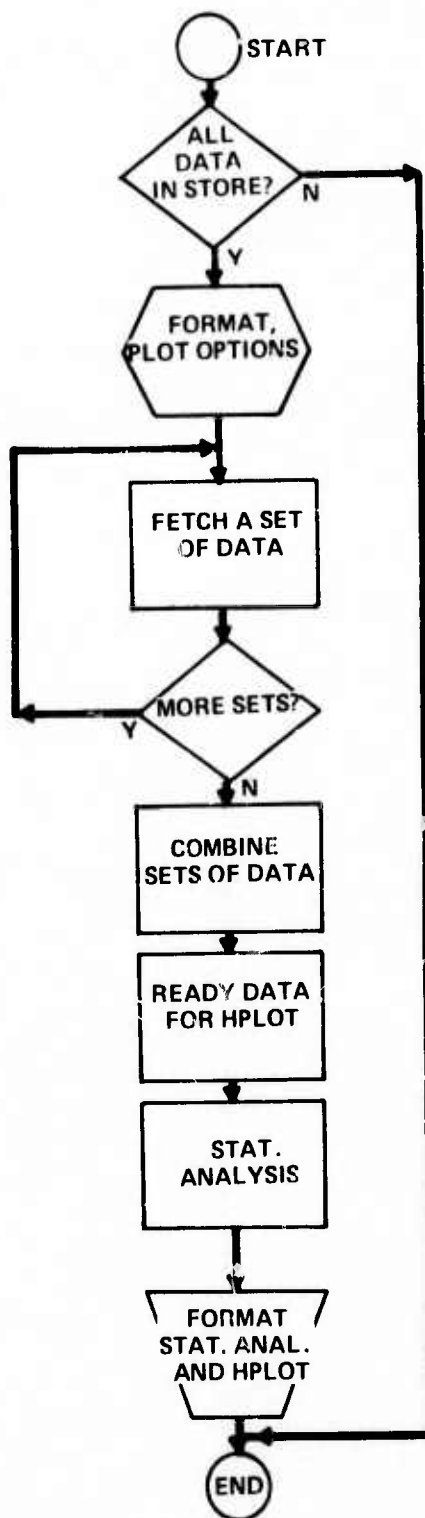 START
ALL
DATA
IN STORE?
N
Y
FORMAT,
PLOT OPTIONS
FETCH A SET
OF DATA
MORE SETS?
Y
N
COMBINE
SETS OF DATA
READY DATA
FOR HPLOT
STAT.
ANALYSIS
FORMAT
STAT. ANAL.
AND HPLOT
END